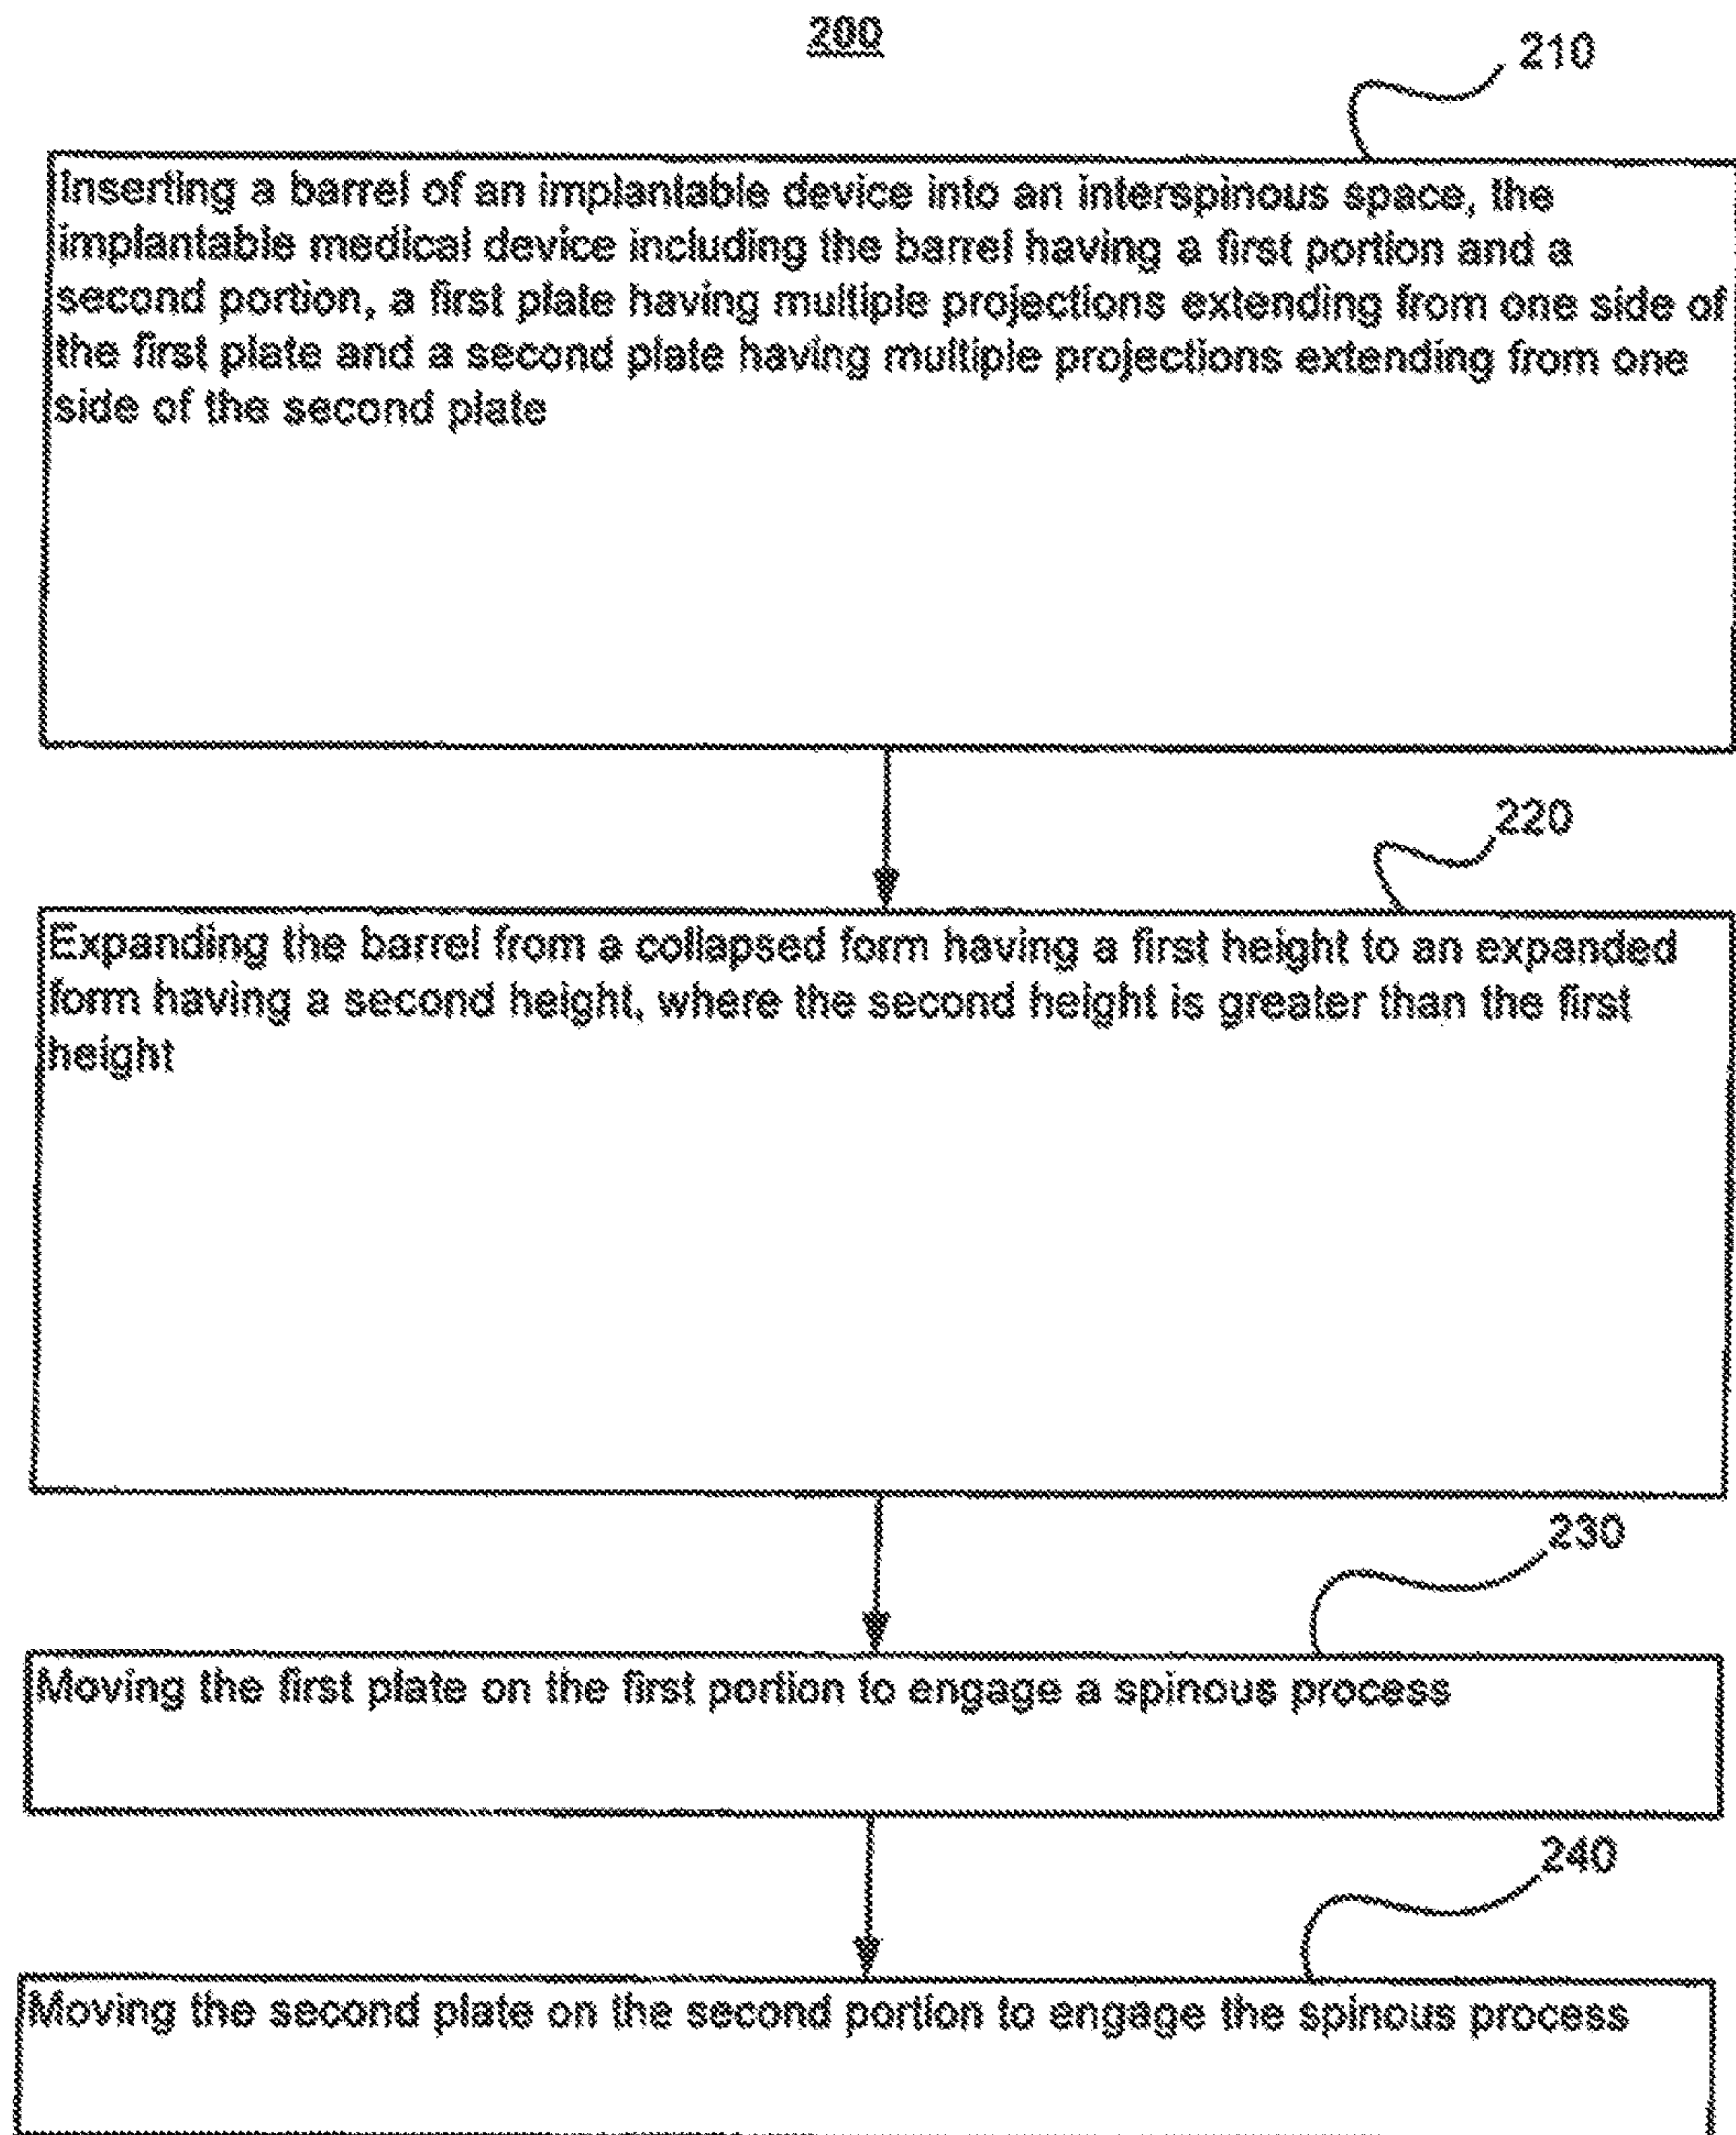 200
210
Inserting a barrel of an implantable device into an interspinous space, the
implantable medical device including the barrel having a first portion and a
second portion, a first plate having multiple projections extending from one side of
the first plate and a second plate having multiple projections extending from one
side of the second plate
220
Expanding the barrel from a collapsed form having a first height to an expanded
form having a second height, where the second height is greater than the first
height
230
Moving the first plate on the first portion to engage a spinous process
240
Moving the second plate on the second portion to engage the spinous process